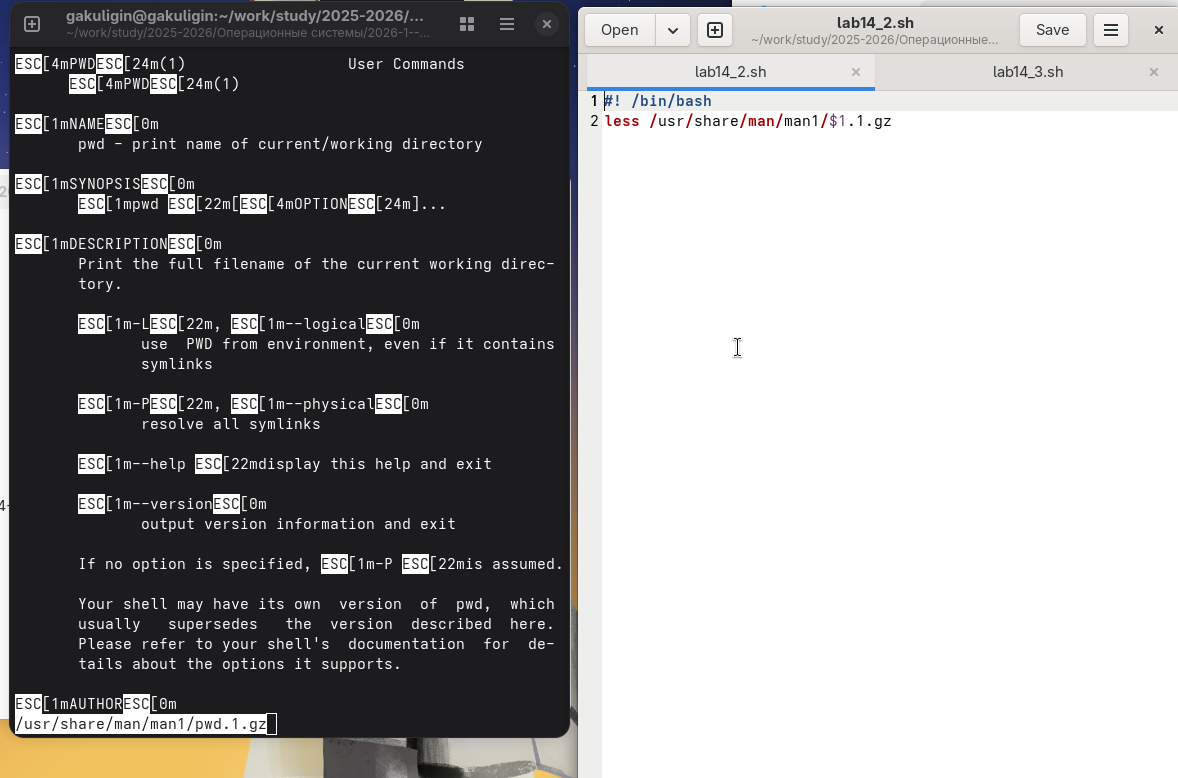 gakuligin@gakuligin:~/work/study/2025-2026/...
~/work/study/2025-2026/Операционные системы/2026-1--...
ESC[4mPWDESC[24m(1)                  User Commands
      ESC[4mPWDESC[24m(1)

ESC[1mNAMEESC[0m
       pwd - print name of current/working directory

ESC[1mSYNOPSISESC[0m
       ESC[1mpwd ESC[22m[ESC[4mOPTIONESC[24m]...

ESC[1mDESCRIPTIONESC[0m
       Print the full filename of the current working direc-
       tory.

       ESC[1m-LESC[22m, ESC[1m--logicalESC[0m
              use  PWD from environment, even if it contains
              symlinks

       ESC[1m-PESC[22m, ESC[1m--physicalESC[0m
              resolve all symlinks

       ESC[1m--help ESC[22mdisplay this help and exit

       ESC[1m--versionESC[0m
              output version information and exit

       If no option is specified, ESC[1m-P ESC[22mis assumed.

       Your shell may have its own  version  of  pwd,  which
       usually   supersedes   the  version  described  here.
       Please refer to your shell's  documentation  for  de-
       tails about the options it supports.

ESC[1mAUTHORESC[0m
/usr/share/man/man1/pwd.1.gz
Open
lab14_2.sh
~/work/study/2025-2026/Операционные...
Save
lab14_2.sh
lab14_3.sh
1 #! /bin/bash
2 less /usr/share/man/man1/$1.1.gz